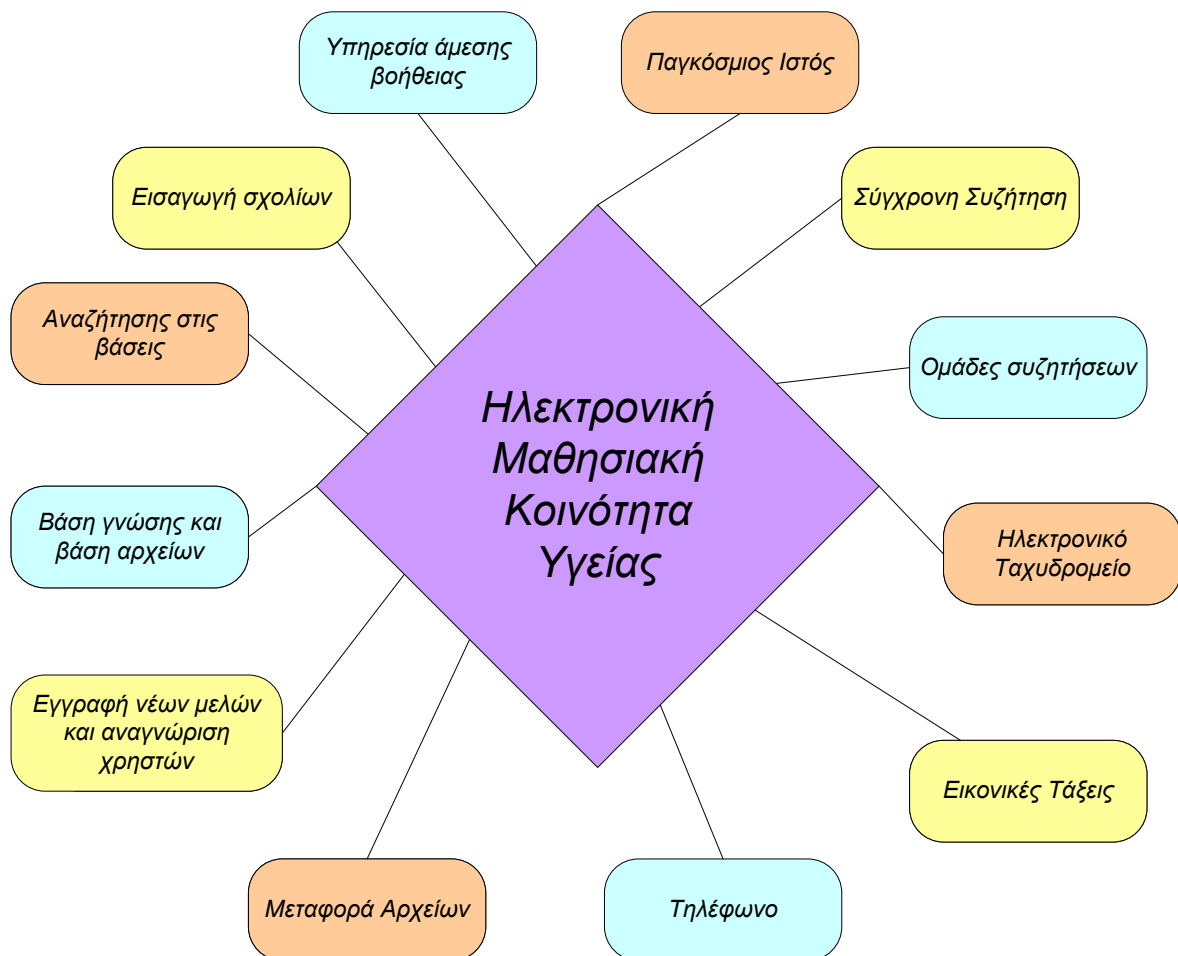 Υπηρεσία άμεσης
βοήθειας
Παγκόσμιος Ιστός
Εισαγωγή σχολίων
Σύγχρονη Συζήτηση
Αναζήτησης στις
βάσεις
Ομάδες συζητήσεων
Ηλεκτρονική
Μαθησιακή
Κοινότητα
Υγείας
Βάση γνώσης και
βάση αρχείων
Ηλεκτρονικό
Ταχυδρομείο
Εγγραφή νέων μελών
και αναγνώριση
χρηστών
Εικονικές Τάξεις
Μεταφορά Αρχείων
Τηλέφωνο